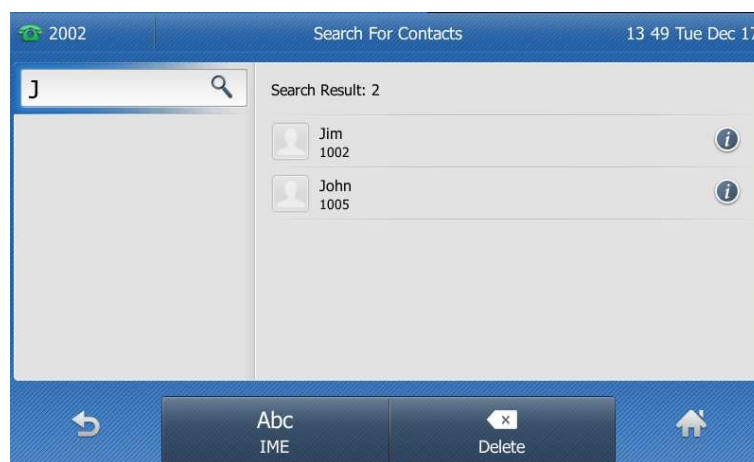 2002 Search For Contacts 13 49 Tue Dec 17
J
Search Result: 2
Jim
1002
John
1005
Abc
IME
Delete